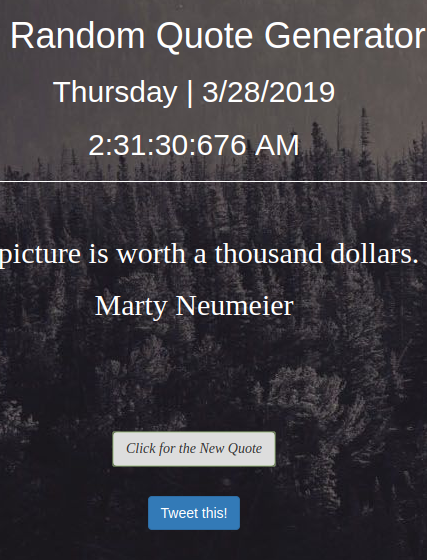 Random Quote Generator
Thursday | 3/28/2019
2:31:30:676 AM
picture is worth a thousand dollars.
Marty Neumeier
Click for the New Quote
Tweet this!